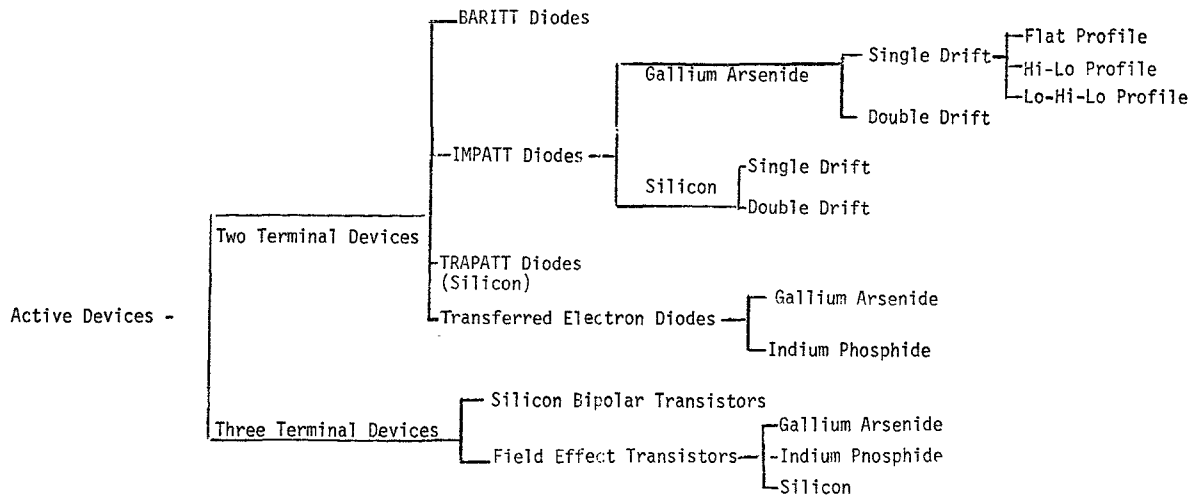 BARITT Diodes
Flat Profile
Single Drift
Gallium Arsenide
Hi-Lo Profile
Lo-Hi-Lo Profile
Double Drift
IMPATT Diodes
Single Drift
Silicon
Double Drift
Two Terminal Devices
TRAPATT Diodes
(Silicon)
Gallium Arsenide
Active Devices -
Transferred Electron Diodes
Indium Phosphide
Silicon Bipolar Transistors
Three Terminal Devices
Gallium Arsenide
Field Effect Transistors
Indium Pnosphide
Silicon